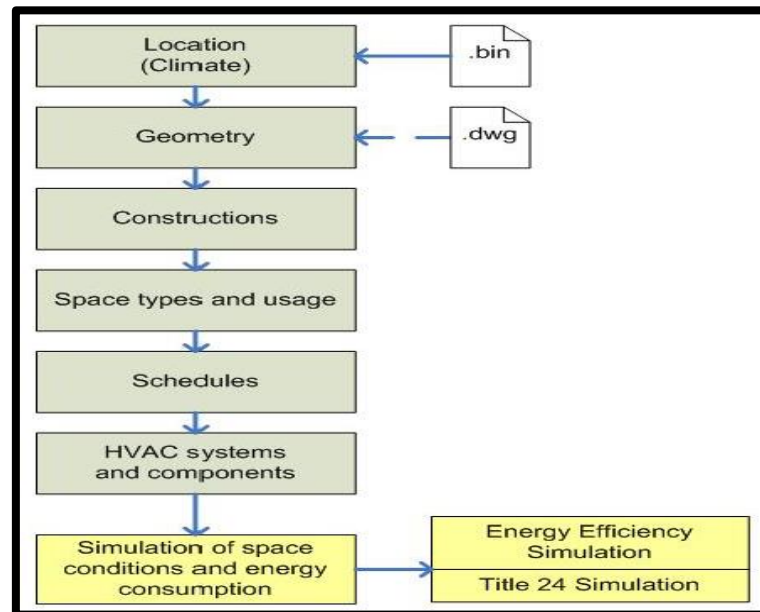 Location
(Climate)
.bin
Geometry
.dwg
Constructions
Space types and usage
Schedules
HVAC systems
and components
Simulation of space
conditions and energy
consumption
Energy Efficiency
Simulation
Title 24 Simulation